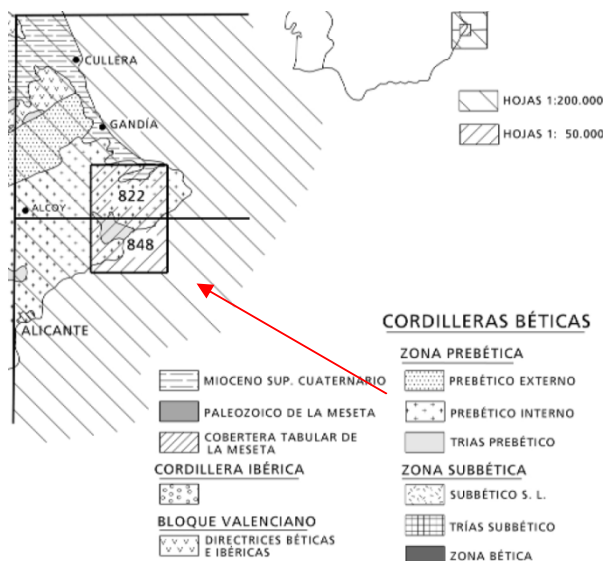 CULLERA
HOJAS 1:200.000
GANDÍA
HOJAS 1: 50.000
822
ALCOY
848
ALICANTE
CORDILLERAS BÉTICAS
ZONA PREBÉTICA
MIOCENO SUP. CUATERNARIO
PREBÉTICO EXTERNO
PALEOZOICO DE LA MESETA
PREBÉTICO INTERNO
COBERTERA TABULAR DE
LA MESETA
TRIAS PREBÉTICO
CORDILLERA IBÉRICA
ZONA SUBBÉTICA
SUBBÉTICO S. L.
BLOQUE VALENCIANO
TRÍAS SUBBÉTICO
DIRECTRICES BÉTICAS
E IBÉRICAS
ZONA BÉTICA